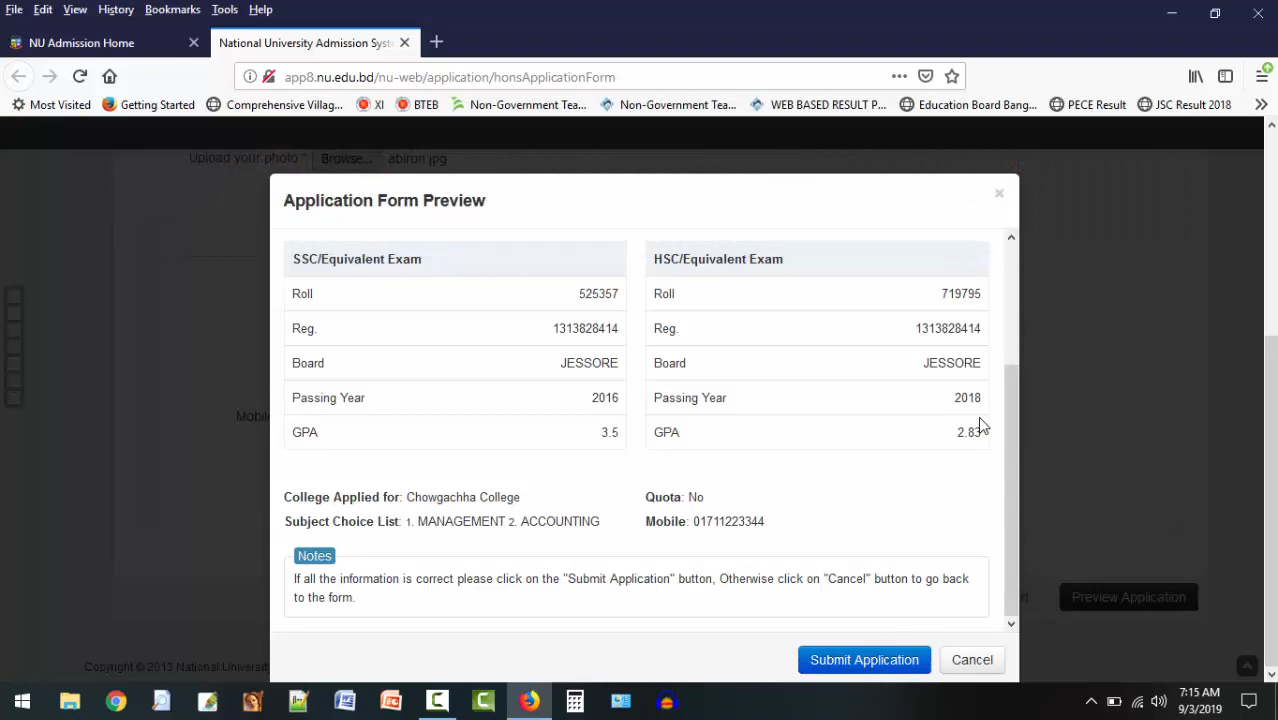 File Edit View History Bookmarks Tools Help
NU Admission Home
National University Admission Syst
app8.nu.edu.bd/nu-web/application/honsApplicationForm
Most Visited Getting Started Comprehensive Villag... XI BTEB Non-Government Tea... Non-Government Tea... WEB BASED RESULT P... Education Board Bang... PECE Result JSC Result 2018
Upload your photo * Browse... abiron.jpg
Application Form Preview
SSC/Equivalent Exam
Roll 525357
Reg. 1313828414
Board JESSORE
Passing Year 2016
GPA 3.5
HSC/Equivalent Exam
Roll 719795
Reg. 1313828414
Board JESSORE
Passing Year 2018
GPA 2.83
Mobile
College Applied for: Chowgachha College
Quota: No
Subject Choice List: 1. MANAGEMENT 2. ACCOUNTING
Mobile: 01711223344
Notes
If all the information is correct please click on the "Submit Application" button, Otherwise click on "Cancel" button to go back
to the form.
Preview Application
Submit Application Cancel
Copyright © 2013 National University
7:15 AM
9/3/2019